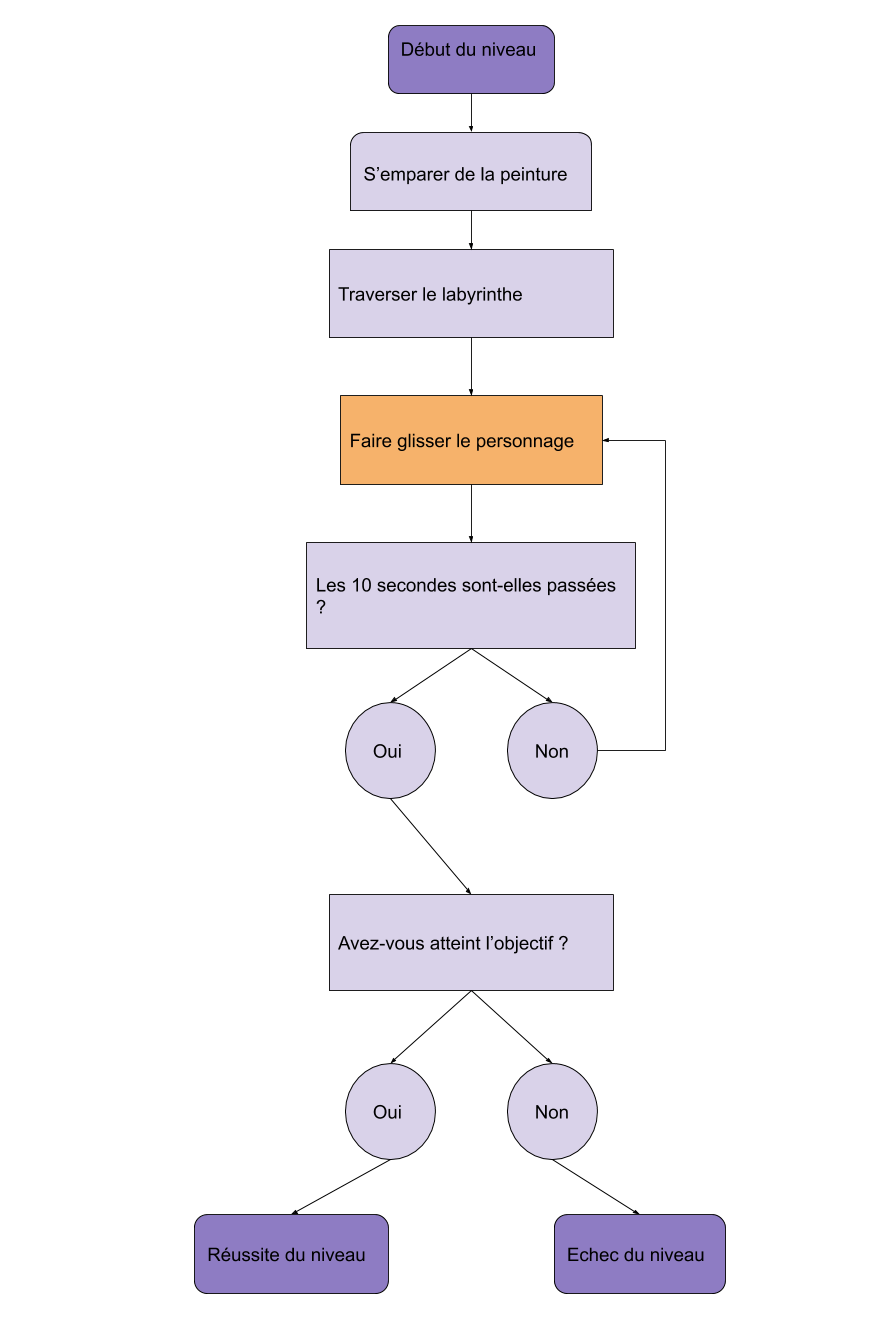 Début du niveau
S’emparer de la peinture
Traverser le labyrinthe
Faire glisser le personnage
Les 10 secondes sont-elles passées
?
Oui
Non
Avez-vous atteint l’objectif ?
Oui
Non
Réussite du niveau
Echec du niveau